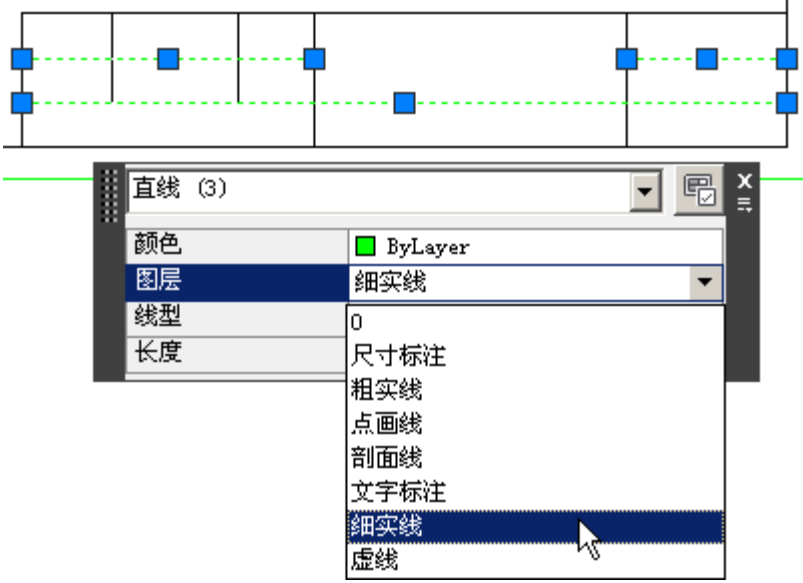 直线 (3)
颜色 ByLayer
图层 细实线
线型
长度
0
尺寸标注
粗实线
点画线
剖面线
文字标注
细实线
虚线